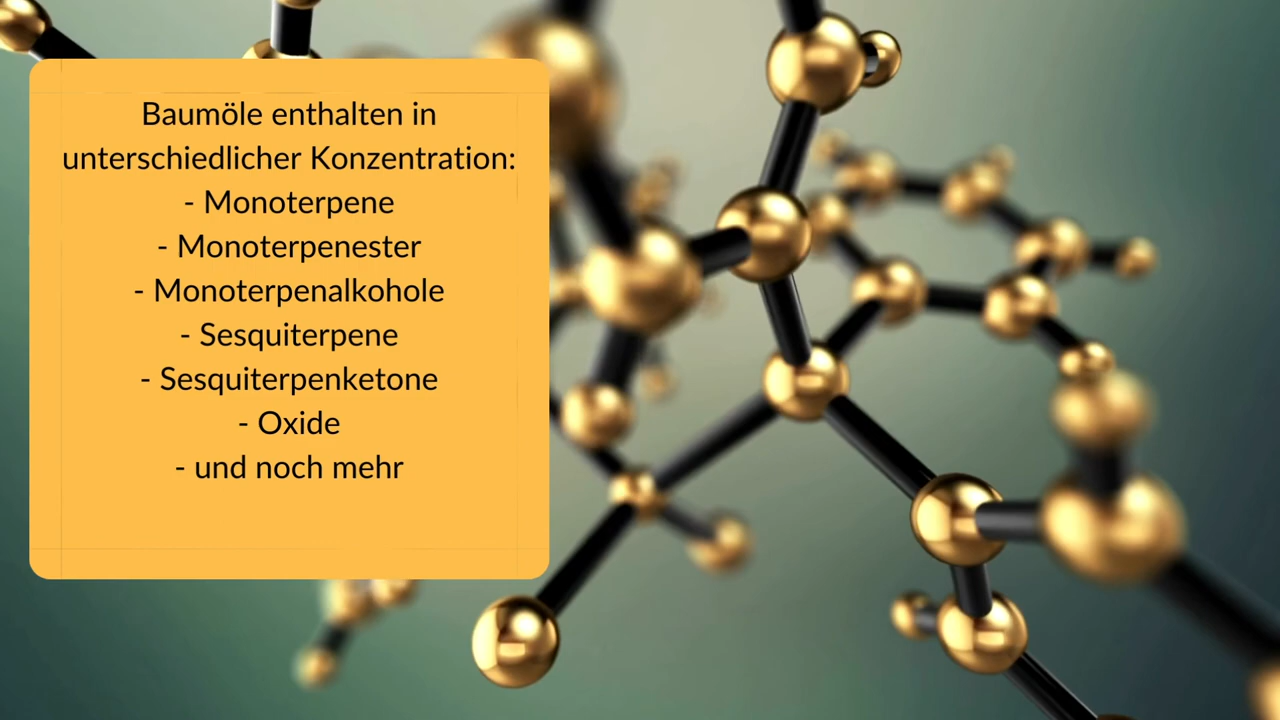 Baumöle enthalten in
unterschiedlicher Konzentration:
- Monoterpene
- Monoterpenester
- Monoterpenalkohole
- Sesquiterpene
- Sesquiterpenketone
- Oxide
- und noch mehr